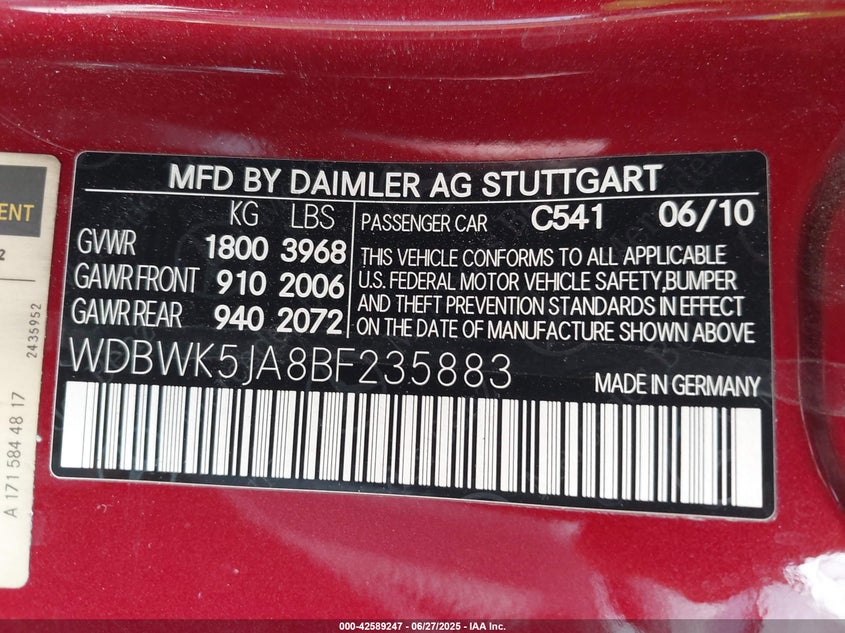 MFD BY DAIMLER AG STUTTGART
KG LBS
GVWR 1800 3968
GAWR FRONT 910 2006
GAWR REAR 940 2072
PASSENGER CAR C541 06/10
THIS VEHICLE CONFORMS TO ALL APPLICABLE
U.S. FEDERAL MOTOR VEHICLE SAFETY,BUMPER
AND THEFT PREVENTION STANDARDS IN EFFECT
ON THE DATE OF MANUFACTURE SHOWN ABOVE
WDBWK5JA8BF235883
MADE IN GERMANY
2435952
A 171 584 48 17
000-42589247 - 06/27/2025 - IAA Inc.